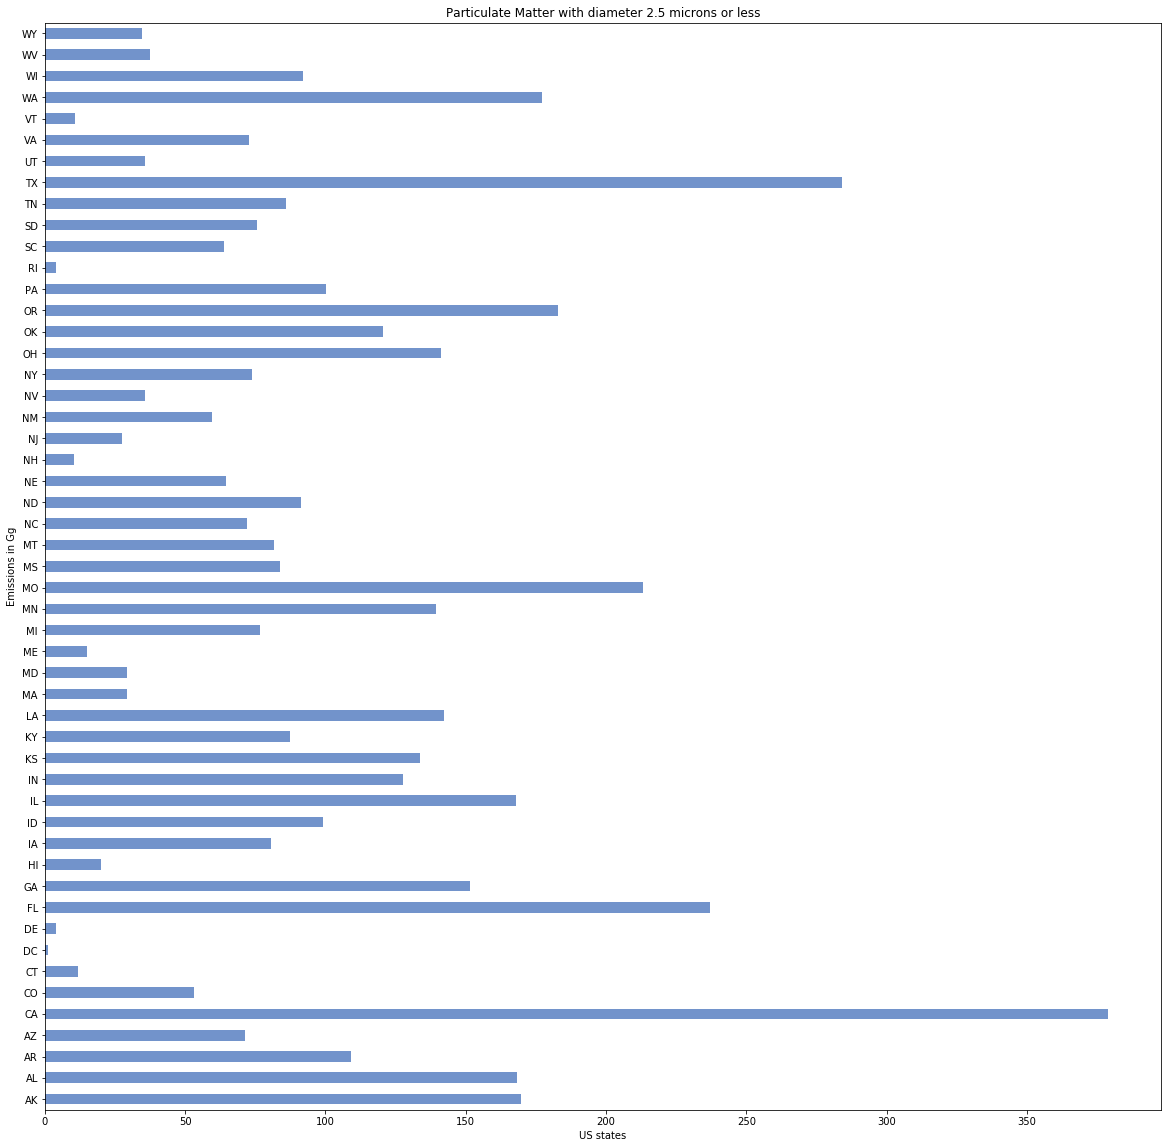 Particulate Matter with diameter 2.5 microns or less
WY
WV
WI
WA
VT
VA
UT
TX
TN
SD
SC
RI
PA
OR
OK
OH
NY
NV
NM
NJ
NH
NE
ND
NC
MT
MS
MO
MN
MI
ME
MD
MA
LA
KY
KS
IN
IL
ID
IA
HI
GA
FL
DE
DC
CT
CO
CA
AZ
AR
AL
AK
Emissions in Gg
0 50 100 150 200 250 300 350
US states